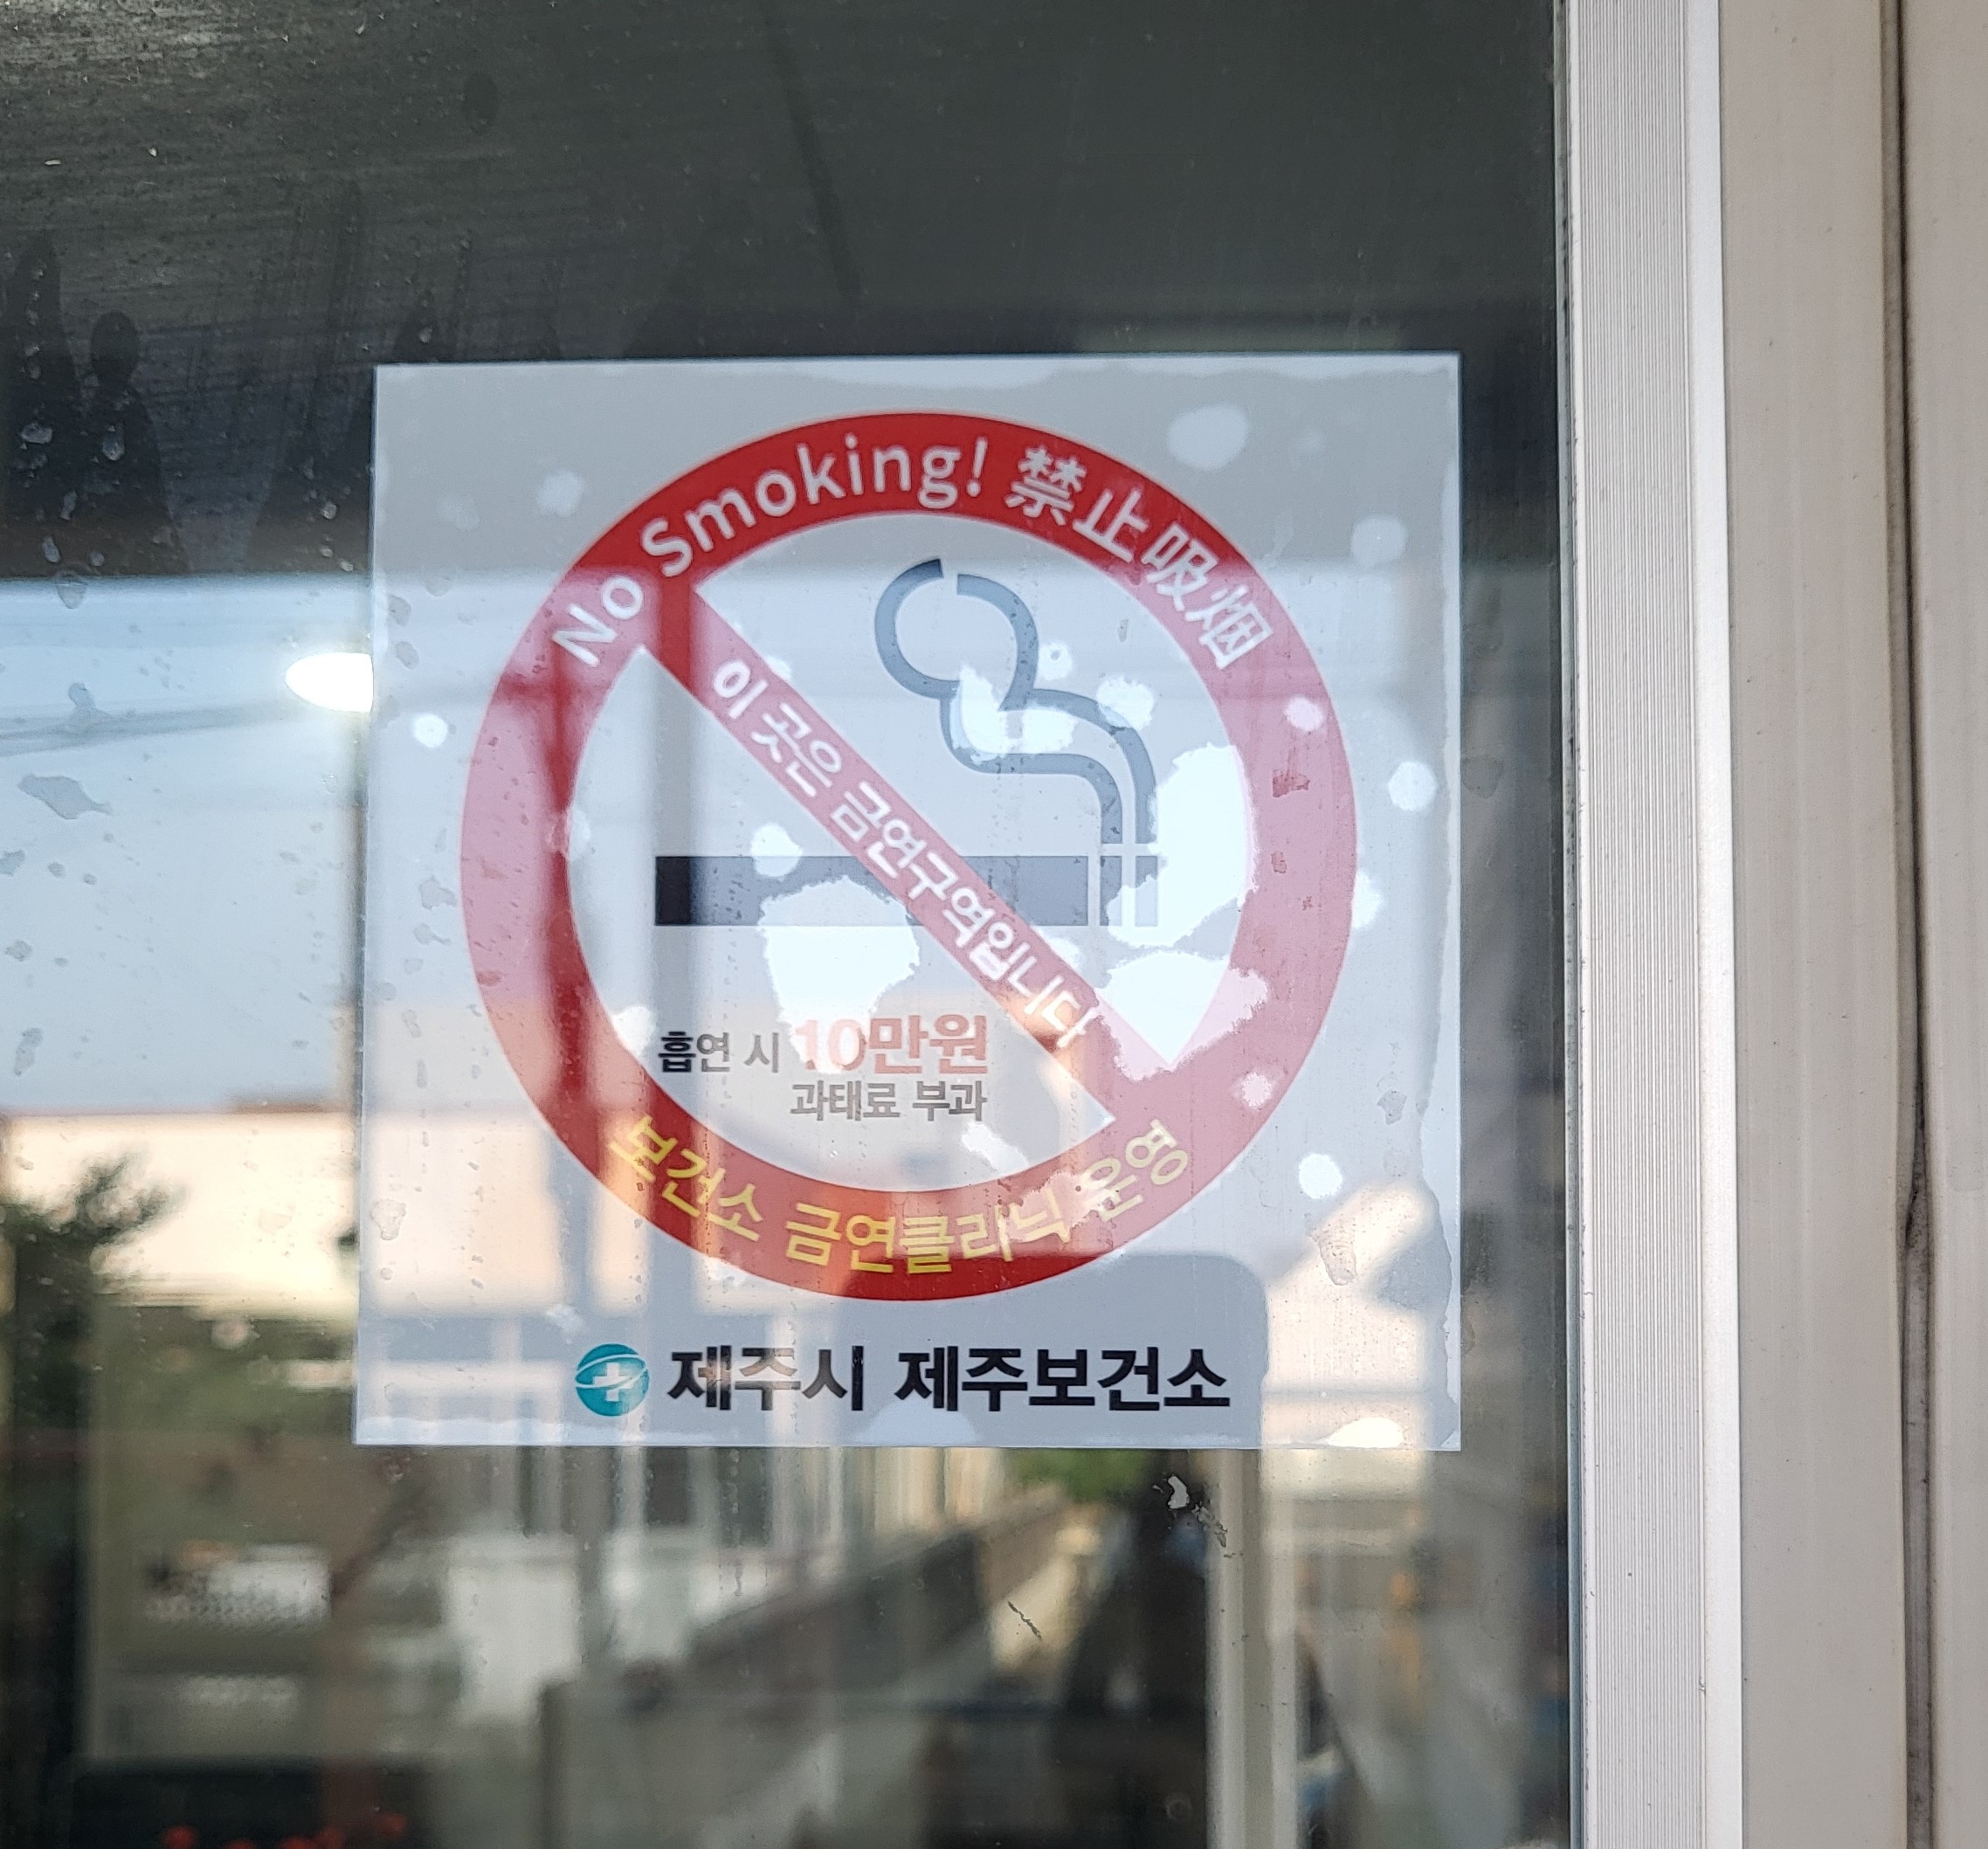 No Smoking! 禁止吸烟
이 곳은 금연구역입니다
흡연 시 10만원
과태료 부과
보건소 금연클리닉 운영
제주시 제주보건소